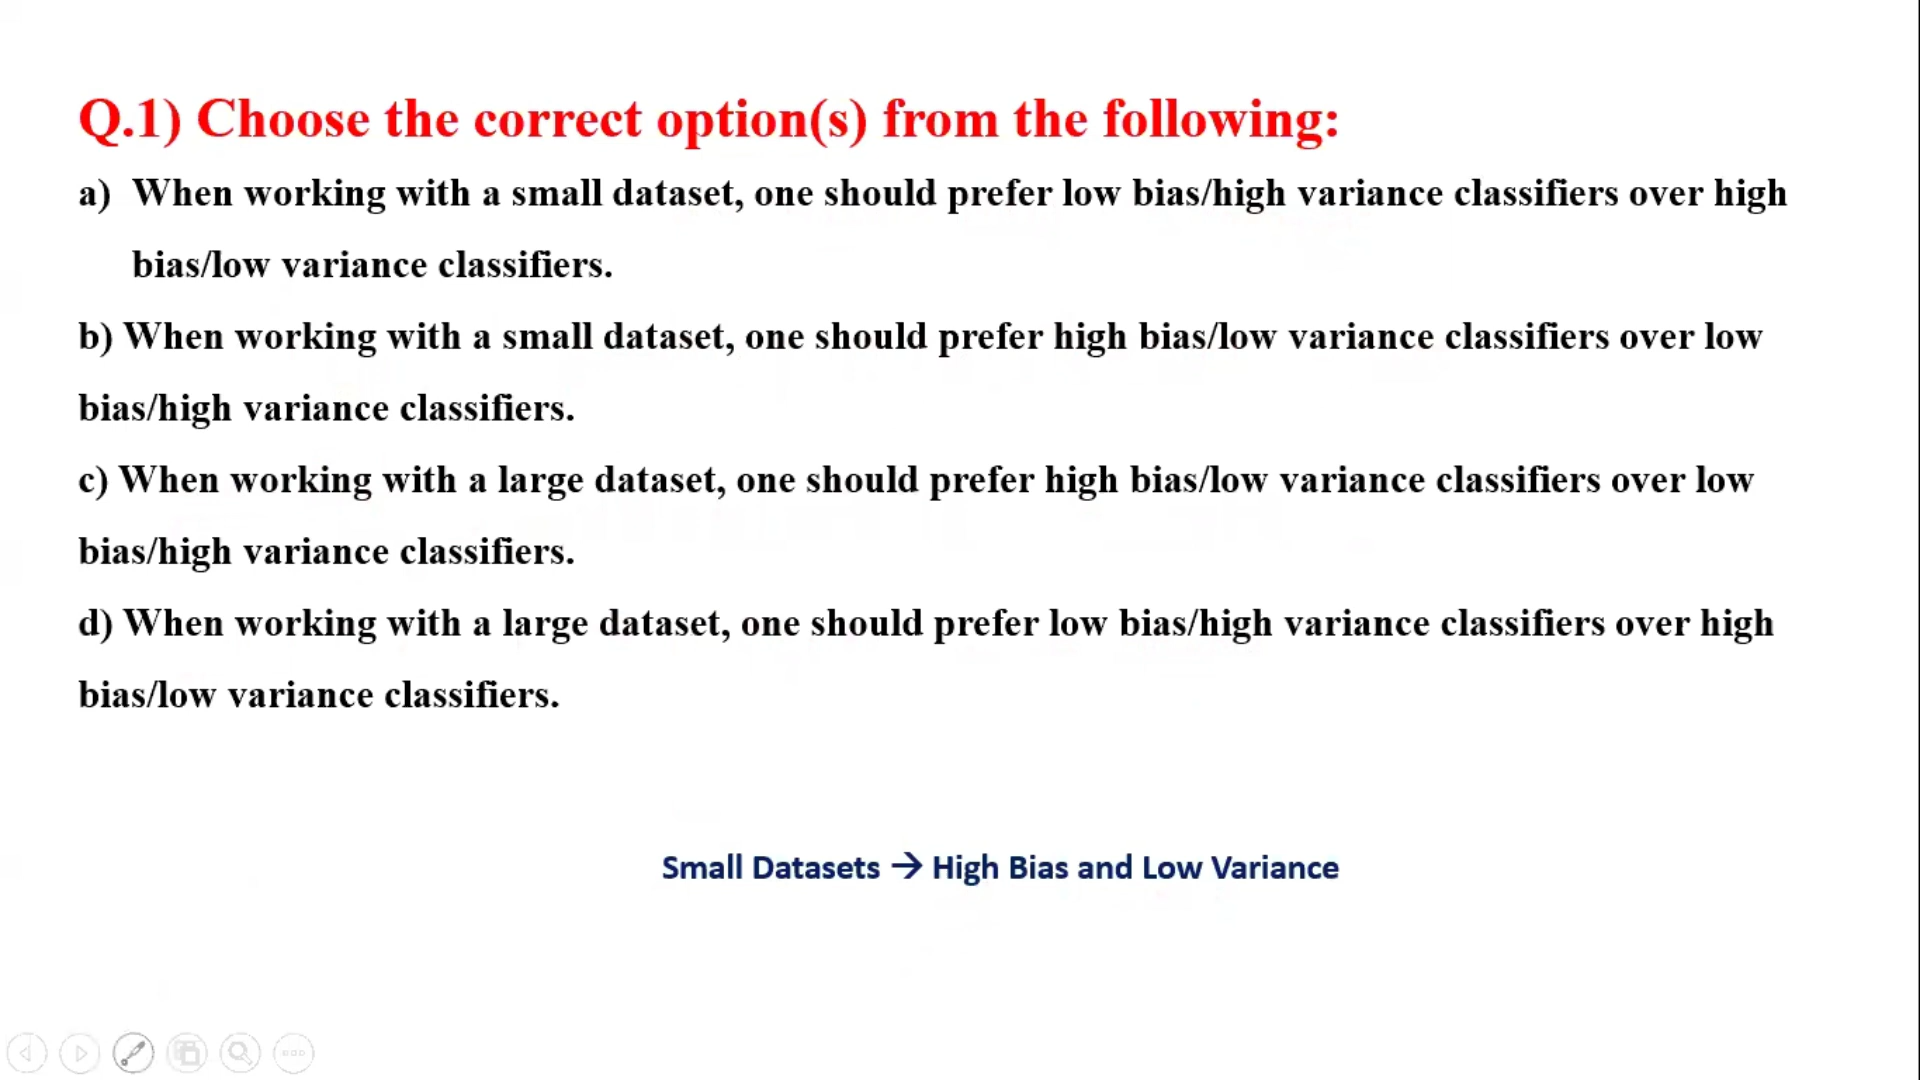 Q.1) Choose the correct option(s) from the following:
a) When working with a small dataset, one should prefer low bias/high variance classifiers over high
bias/low variance classifiers.
b) When working with a small dataset, one should prefer high bias/low variance classifiers over low
bias/high variance classifiers.
c) When working with a large dataset, one should prefer high bias/low variance classifiers over low
bias/high variance classifiers.
d) When working with a large dataset, one should prefer low bias/high variance classifiers over high
bias/low variance classifiers.
Small Datasets → High Bias and Low Variance